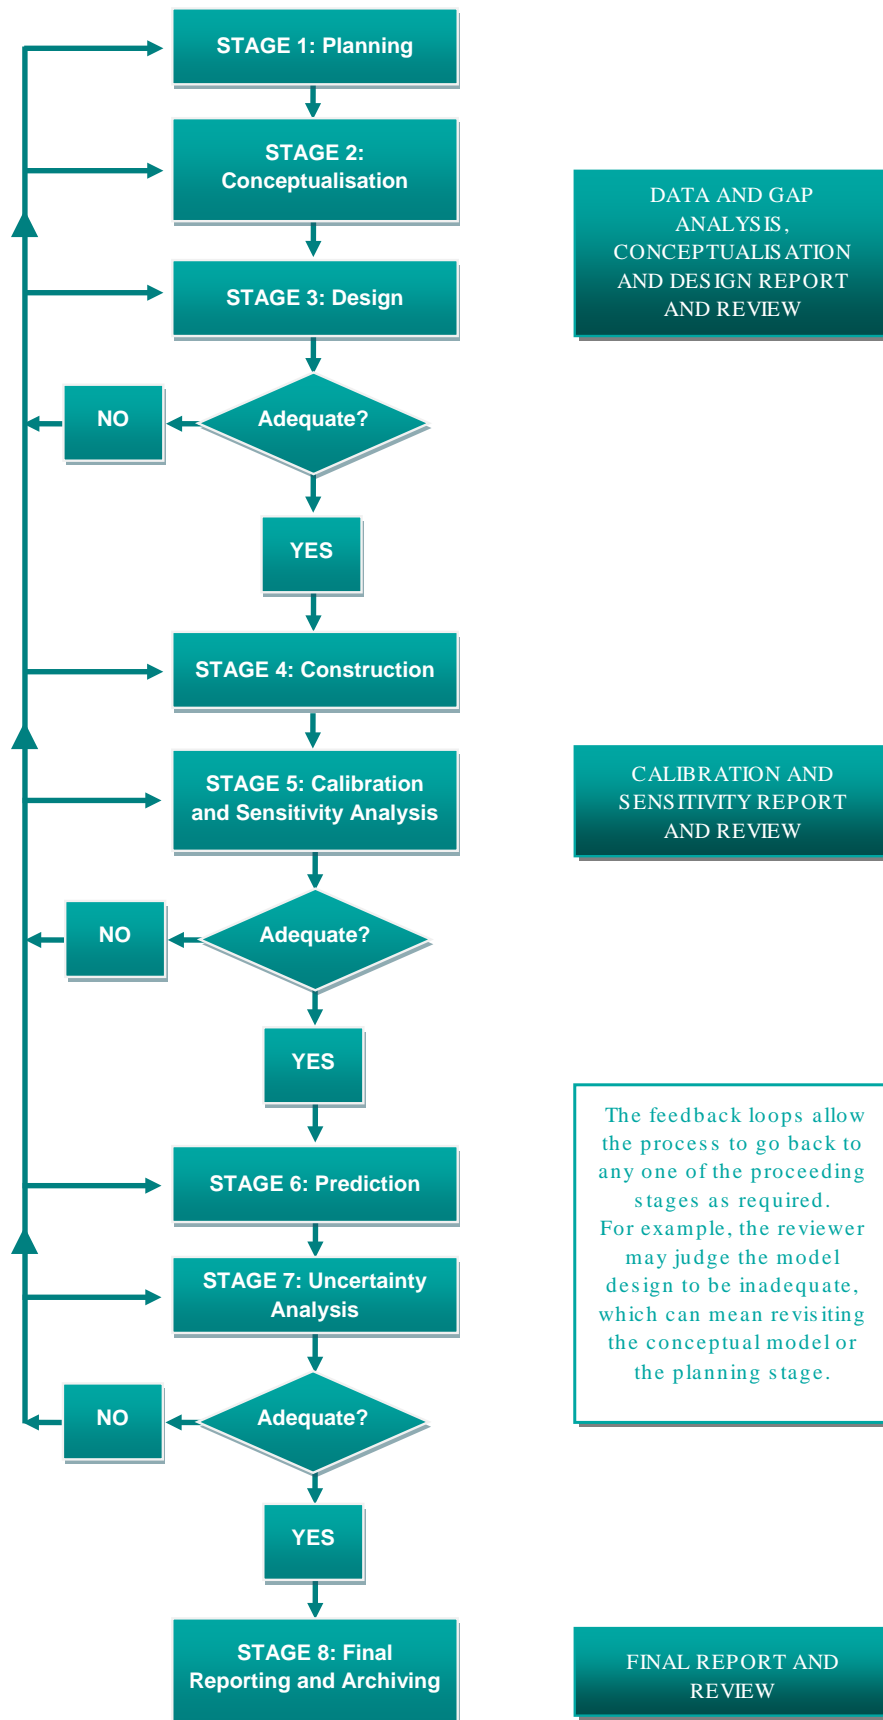 STAGE 1: Planning
STAGE 2:
Conceptualisation
DATA AND GAP
ANALYSIS,
CONCEPTUALISATION
AND DESIGN REPORT
AND REVIEW
STAGE 3: Design
NO
Adequate?
YES
STAGE 4: Construction
STAGE 5: Calibration
and Sensitivity Analysis
CALIBRATION AND
SENSITIVITY REPORT
AND REVIEW
NO
Adequate?
YES
The feedback loops allow
the process to go back to
any one of the proceeding
stages as required.
For example, the reviewer
may judge the model
design to be inadequate,
which can mean revisiting
the conceptual model or
the planning stage.
STAGE 6: Prediction
STAGE 7: Uncertainty
Analysis
NO
Adequate?
YES
STAGE 8: Final
Reporting and Archiving
FINAL REPORT AND
REVIEW